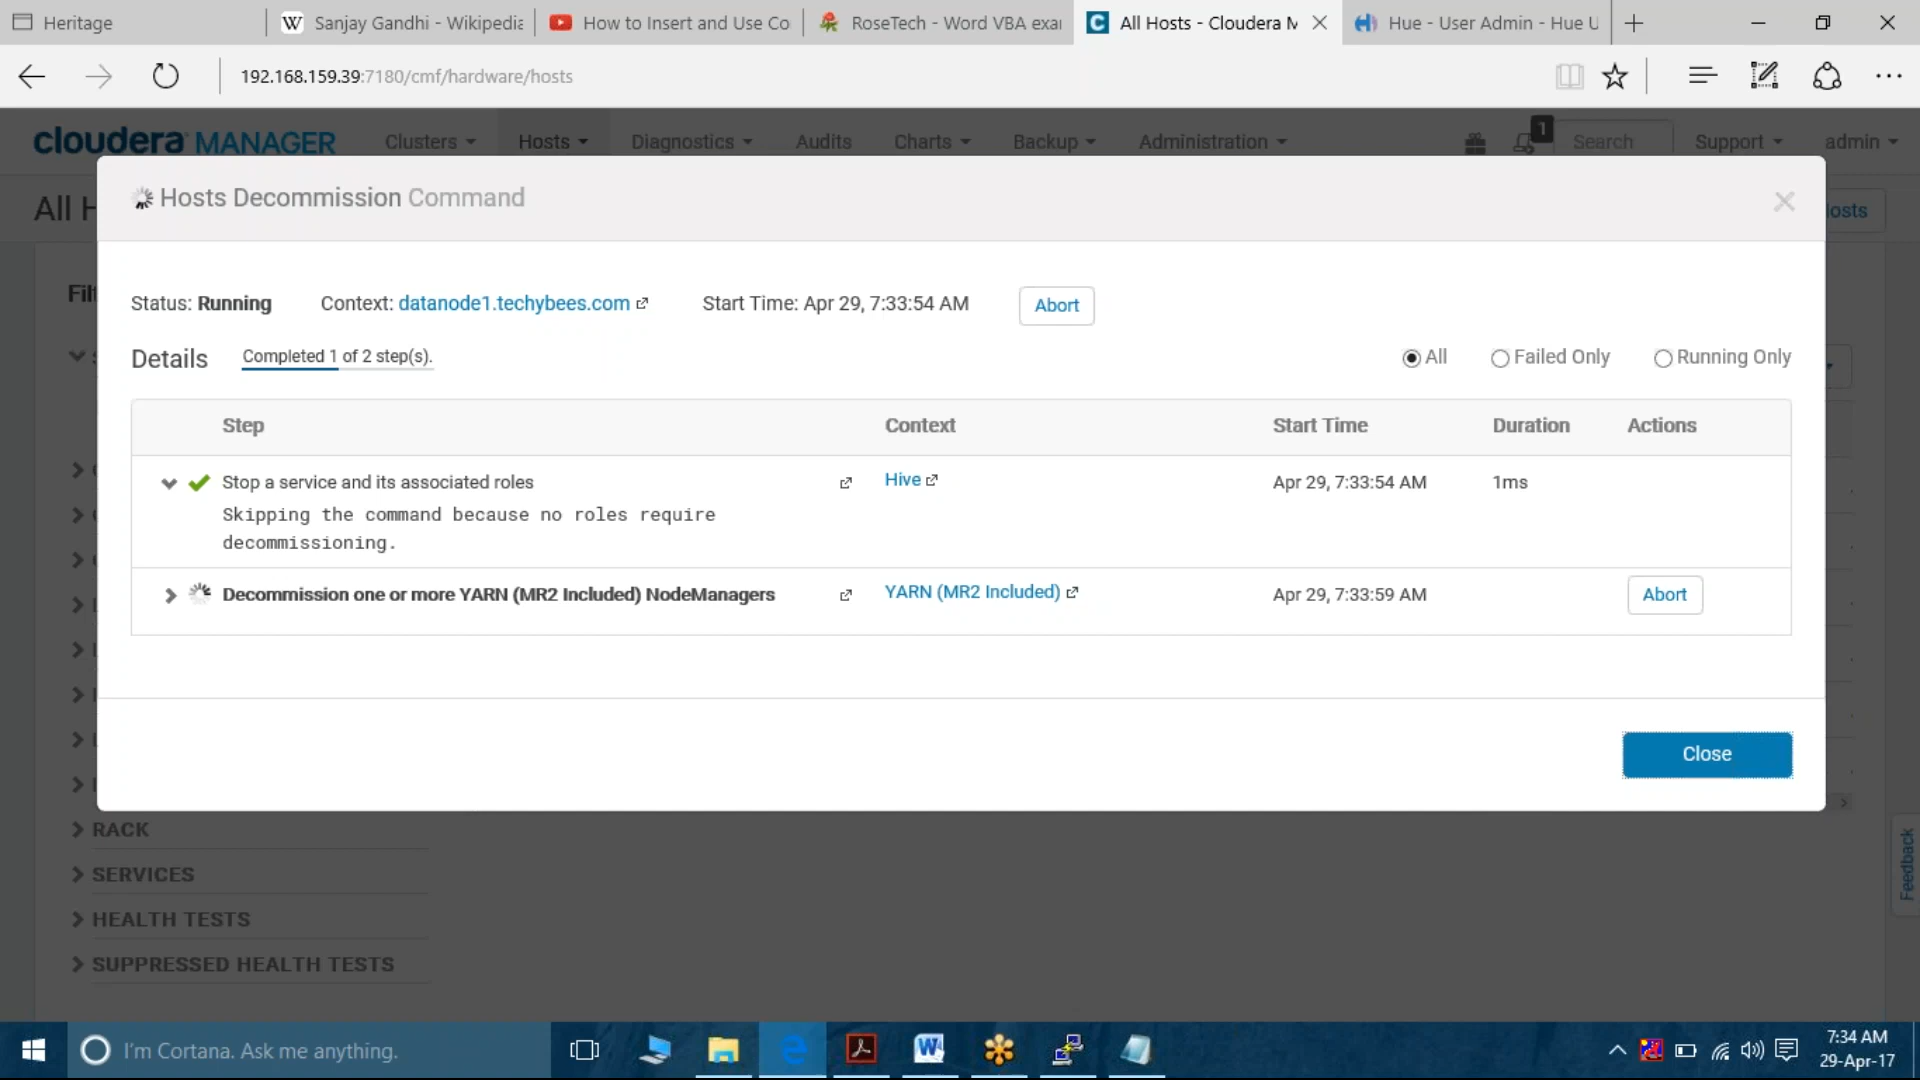 Heritage
Sanjay Gandhi - Wikipedia
How to Insert and Use Co
RoseTech - Word VBA exa
All Hosts - Cloudera M
Hue - User Admin - Hue U
192.168.159.39:7180/cmf/hardware/hosts
cloudera MANAGER
Clusters
Hosts
Diagnostics
Audits
Charts
Backup
Administration
1
Search
Support
admin
All H
osts
Hosts Decommission Command
Filt
Status: Running
Context: datanode1.techybees.com
Start Time: Apr 29, 7:33:54 AM
Abort
Details
Completed 1 of 2 step(s).
All
Failed Only
Running Only
Step
Context
Start Time
Duration
Actions
Stop a service and its associated roles
Hive
Apr 29, 7:33:54 AM
1ms
Skipping the command because no roles require
decommissioning.
Decommission one or more YARN (MR2 Included) NodeManagers
YARN (MR2 Included)
Apr 29, 7:33:59 AM
Abort
Close
RACK
SERVICES
HEALTH TESTS
SUPPRESSED HEALTH TESTS
Feedback
I'm Cortana. Ask me anything.
7:34 AM
29-Apr-17